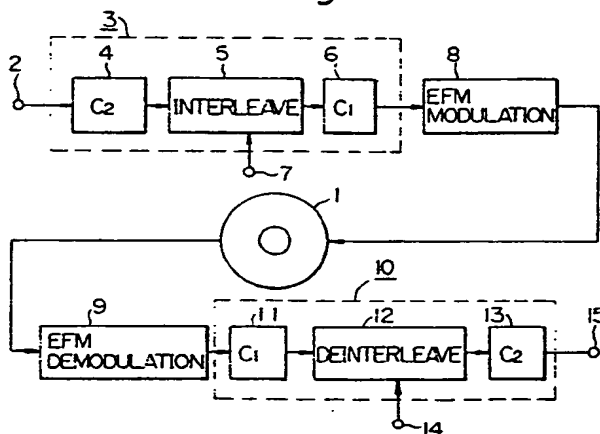 3
2
4
5
6
8
C2
INTERLEAVE
C1
EFM
MODULATION
7
1
10
9
11
12
13
15
EFM
DEMODULATION
C1
DEINTERLEAVE
C2
14